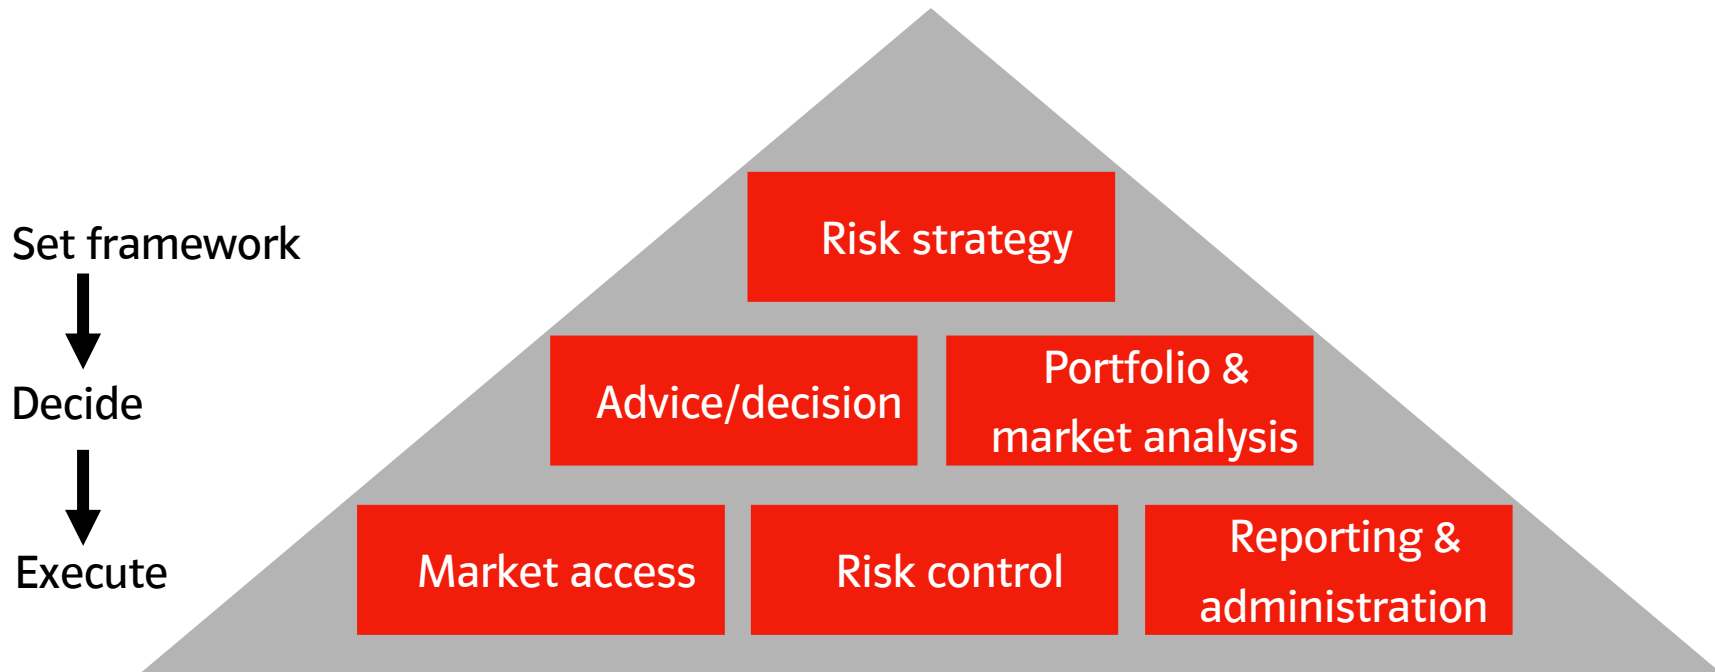 Set framework
Risk strategy
Decide
Advice/decision
Portfolio &
market analysis
Execute
Market access
Risk control
Reporting &
administration